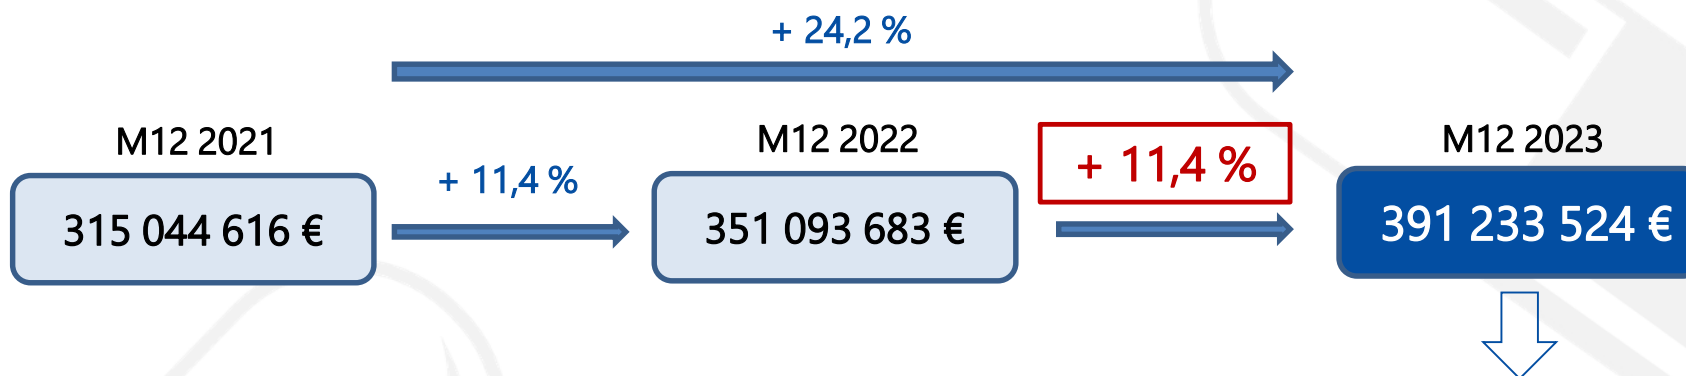 + 24,2 %
M12 2021
M12 2022
M12 2023
+ 11,4 %
+ 11,4 %
315 044 616 €
351 093 683 €
391 233 524 €